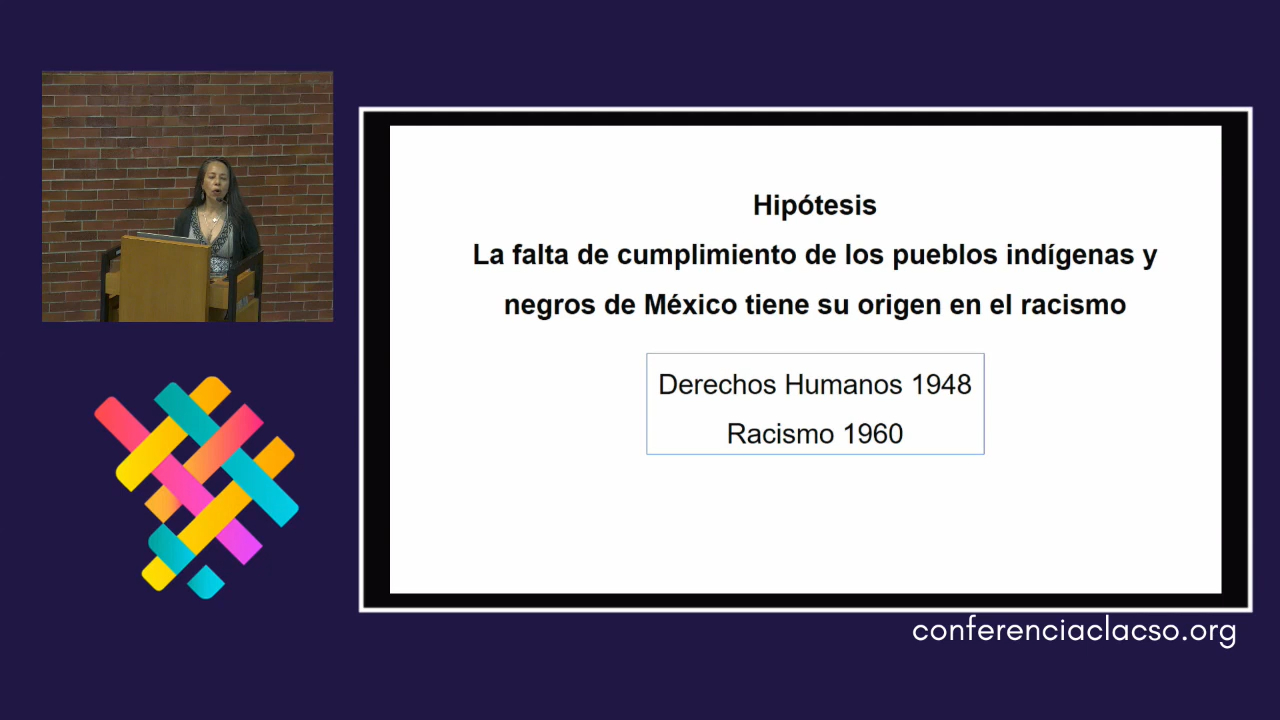 Hipótesis
La falta de cumplimiento de los pueblos indígenas y
negros de México tiene su origen en el racismo
Derechos Humanos 1948
Racismo 1960
conferenciaclacso.org